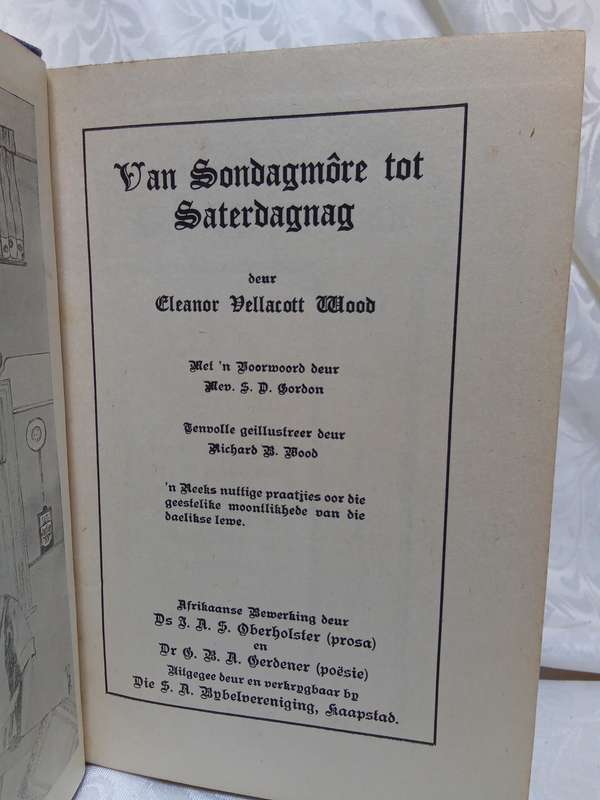 Van Sondagmôre tot
Saterdagnag
deur
Eleanor Vellacott Wood
Met 'n Voorwoord deur
Mev. S. D. Gordon
Tenvolle geillustreer deur
Richard B. Wood
'n Reeks nuttige praatjies oor die
geestelike moontlikhede van die
daelikse lewe.
Afrikaanse Bewerking deur
Ds J. A. S. Oberholster (prosa)
en
Dr G. B. A. Gerdener (poësie)
Uitgegee deur en verkrygbaar by
Die S. A. Bybelvereniging, Kaapstad.